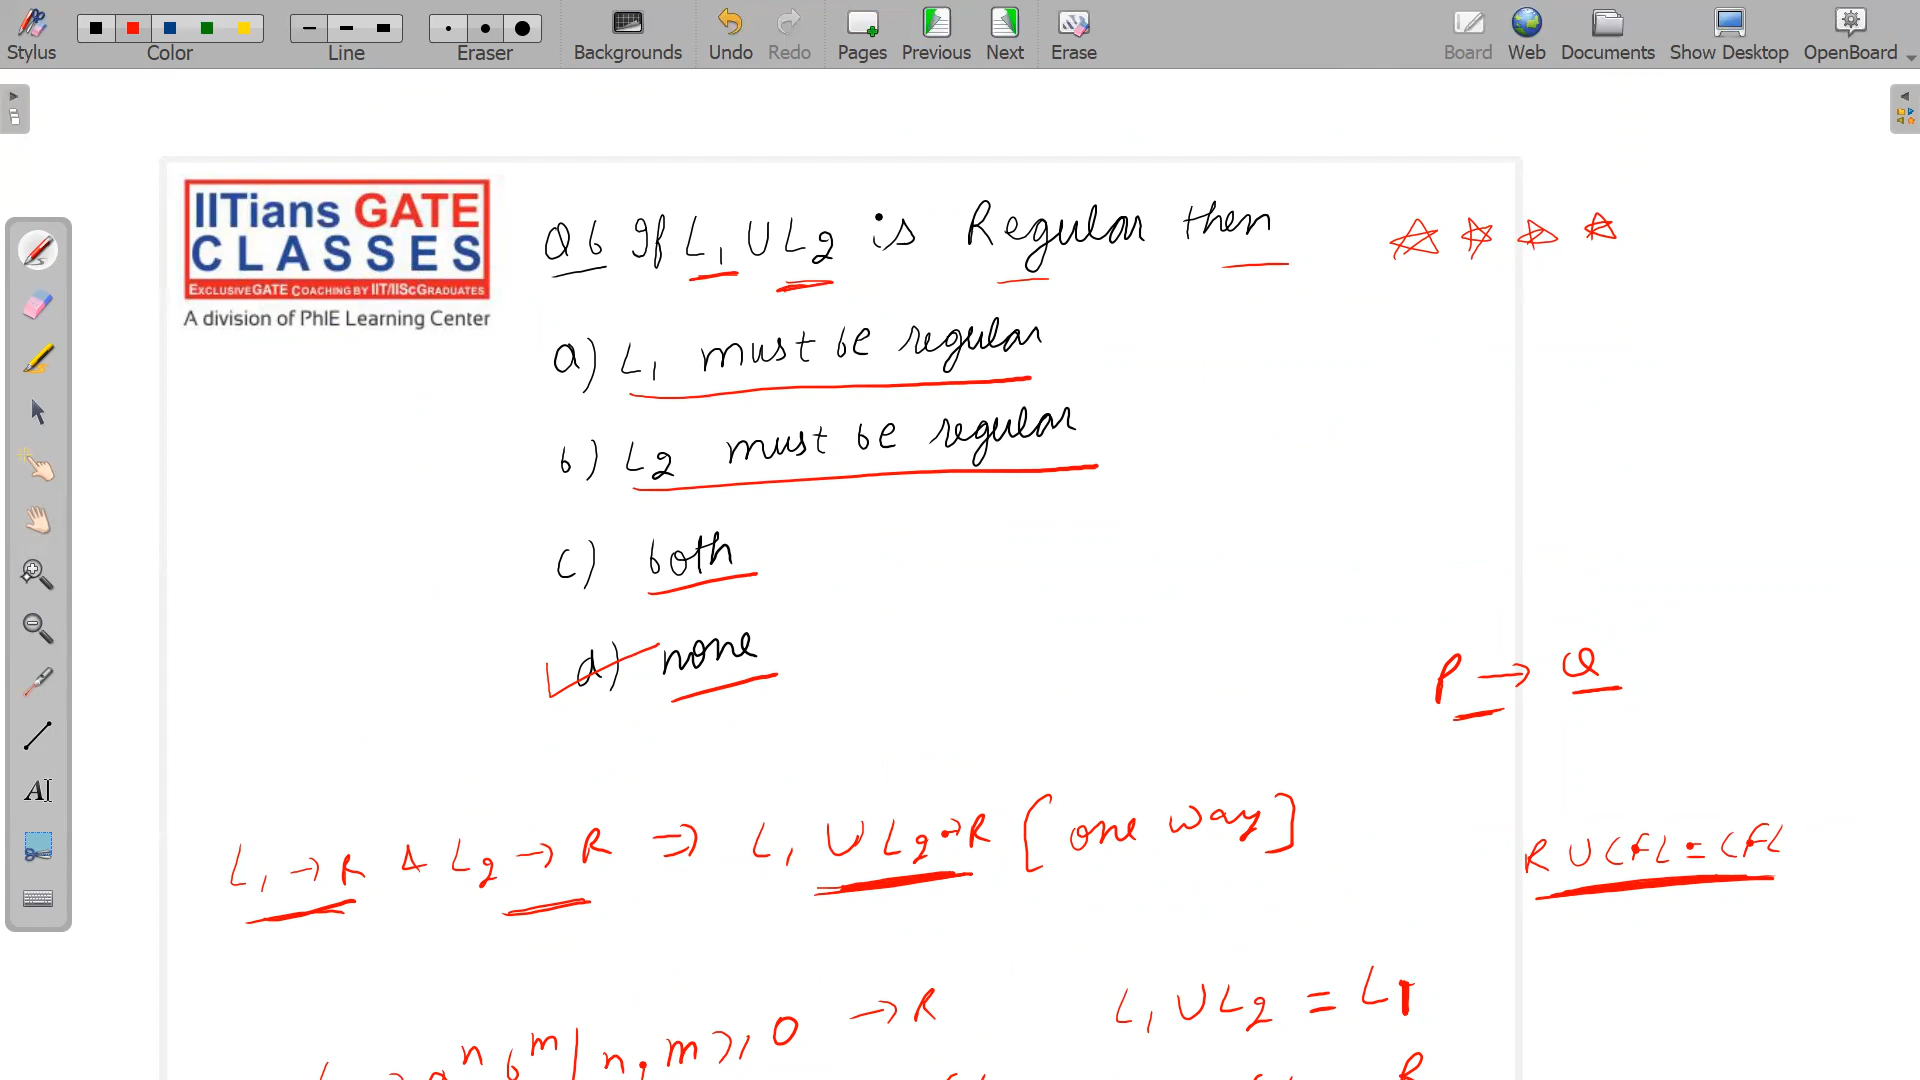 Stylus Color Line Eraser Backgrounds Undo Redo Pages Previous Next Erase Board Web Documents Show Desktop OpenBoard
IITians GATE
CLASSES
EXCLUSIVE GATE COACHING BY IIT/IISc GRADUATES
A division of PhIE Learning Center
Q6 If L₁ ∪ L₂ is Regular then
a) L₁ must be regular
b) L₂ must be regular
c) both
d) none
P → Q
L₁ → R & L₂ → R ⇒ L₁ ∪ L₂ → R [one way]
R ∪ CFL = CFL
L₁ ∪ L₂ = L₁
aⁿ bᵐ | n, m ≥ 0 → R
R